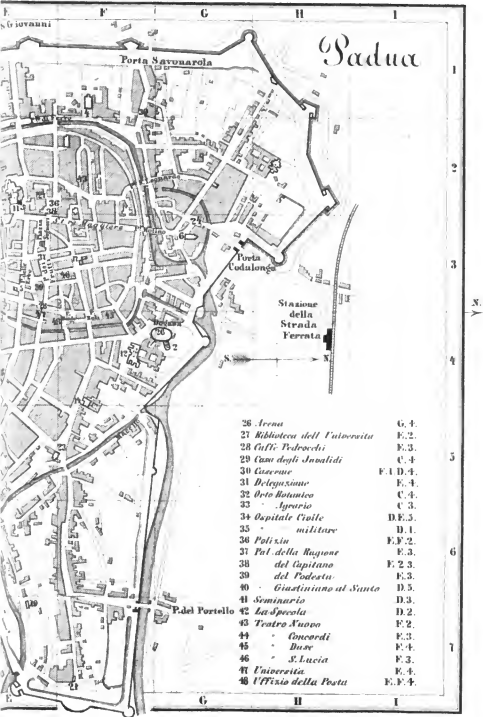 E F G H I
S. Giovanni
Padua
Porta Savonarola
1
2
Porta
Codalonga
3
Stazione
della
Strada
Ferrata
S. N.
N.
4
26 Arena G. 4.
27 Biblioteca dell Universita E. 2.
28 Caffè Pedrocchi E. 3.
29 Casa degli Invalidi C. 4
30 Caserme F. 1. D. 4.
31 Delegazione E. 4.
32 Orto Botanico C. 4.
33 " Agrario C 3.
34 Ospitale Civile D. E. 5.
35 " militare D. 1.
36 Polizia E. F. 2.
37 Pal. della Ragione E. 3.
38 del Capitano E. 2 3.
39 del Podesta E. 3.
40 " Giustiniano al Santo D. 5.
41 Seminario D. 3.
42 La Specola D. 2.
43 Teatro Nuovo F. 2.
44 " Concordi E. 3.
45 " Duse E. 4.
46 " S. Lucia F. 3.
47 Università E. 4.
48 Uffizio della Posta E. F. 4.
5
6
P. del Portello
7
E G H I